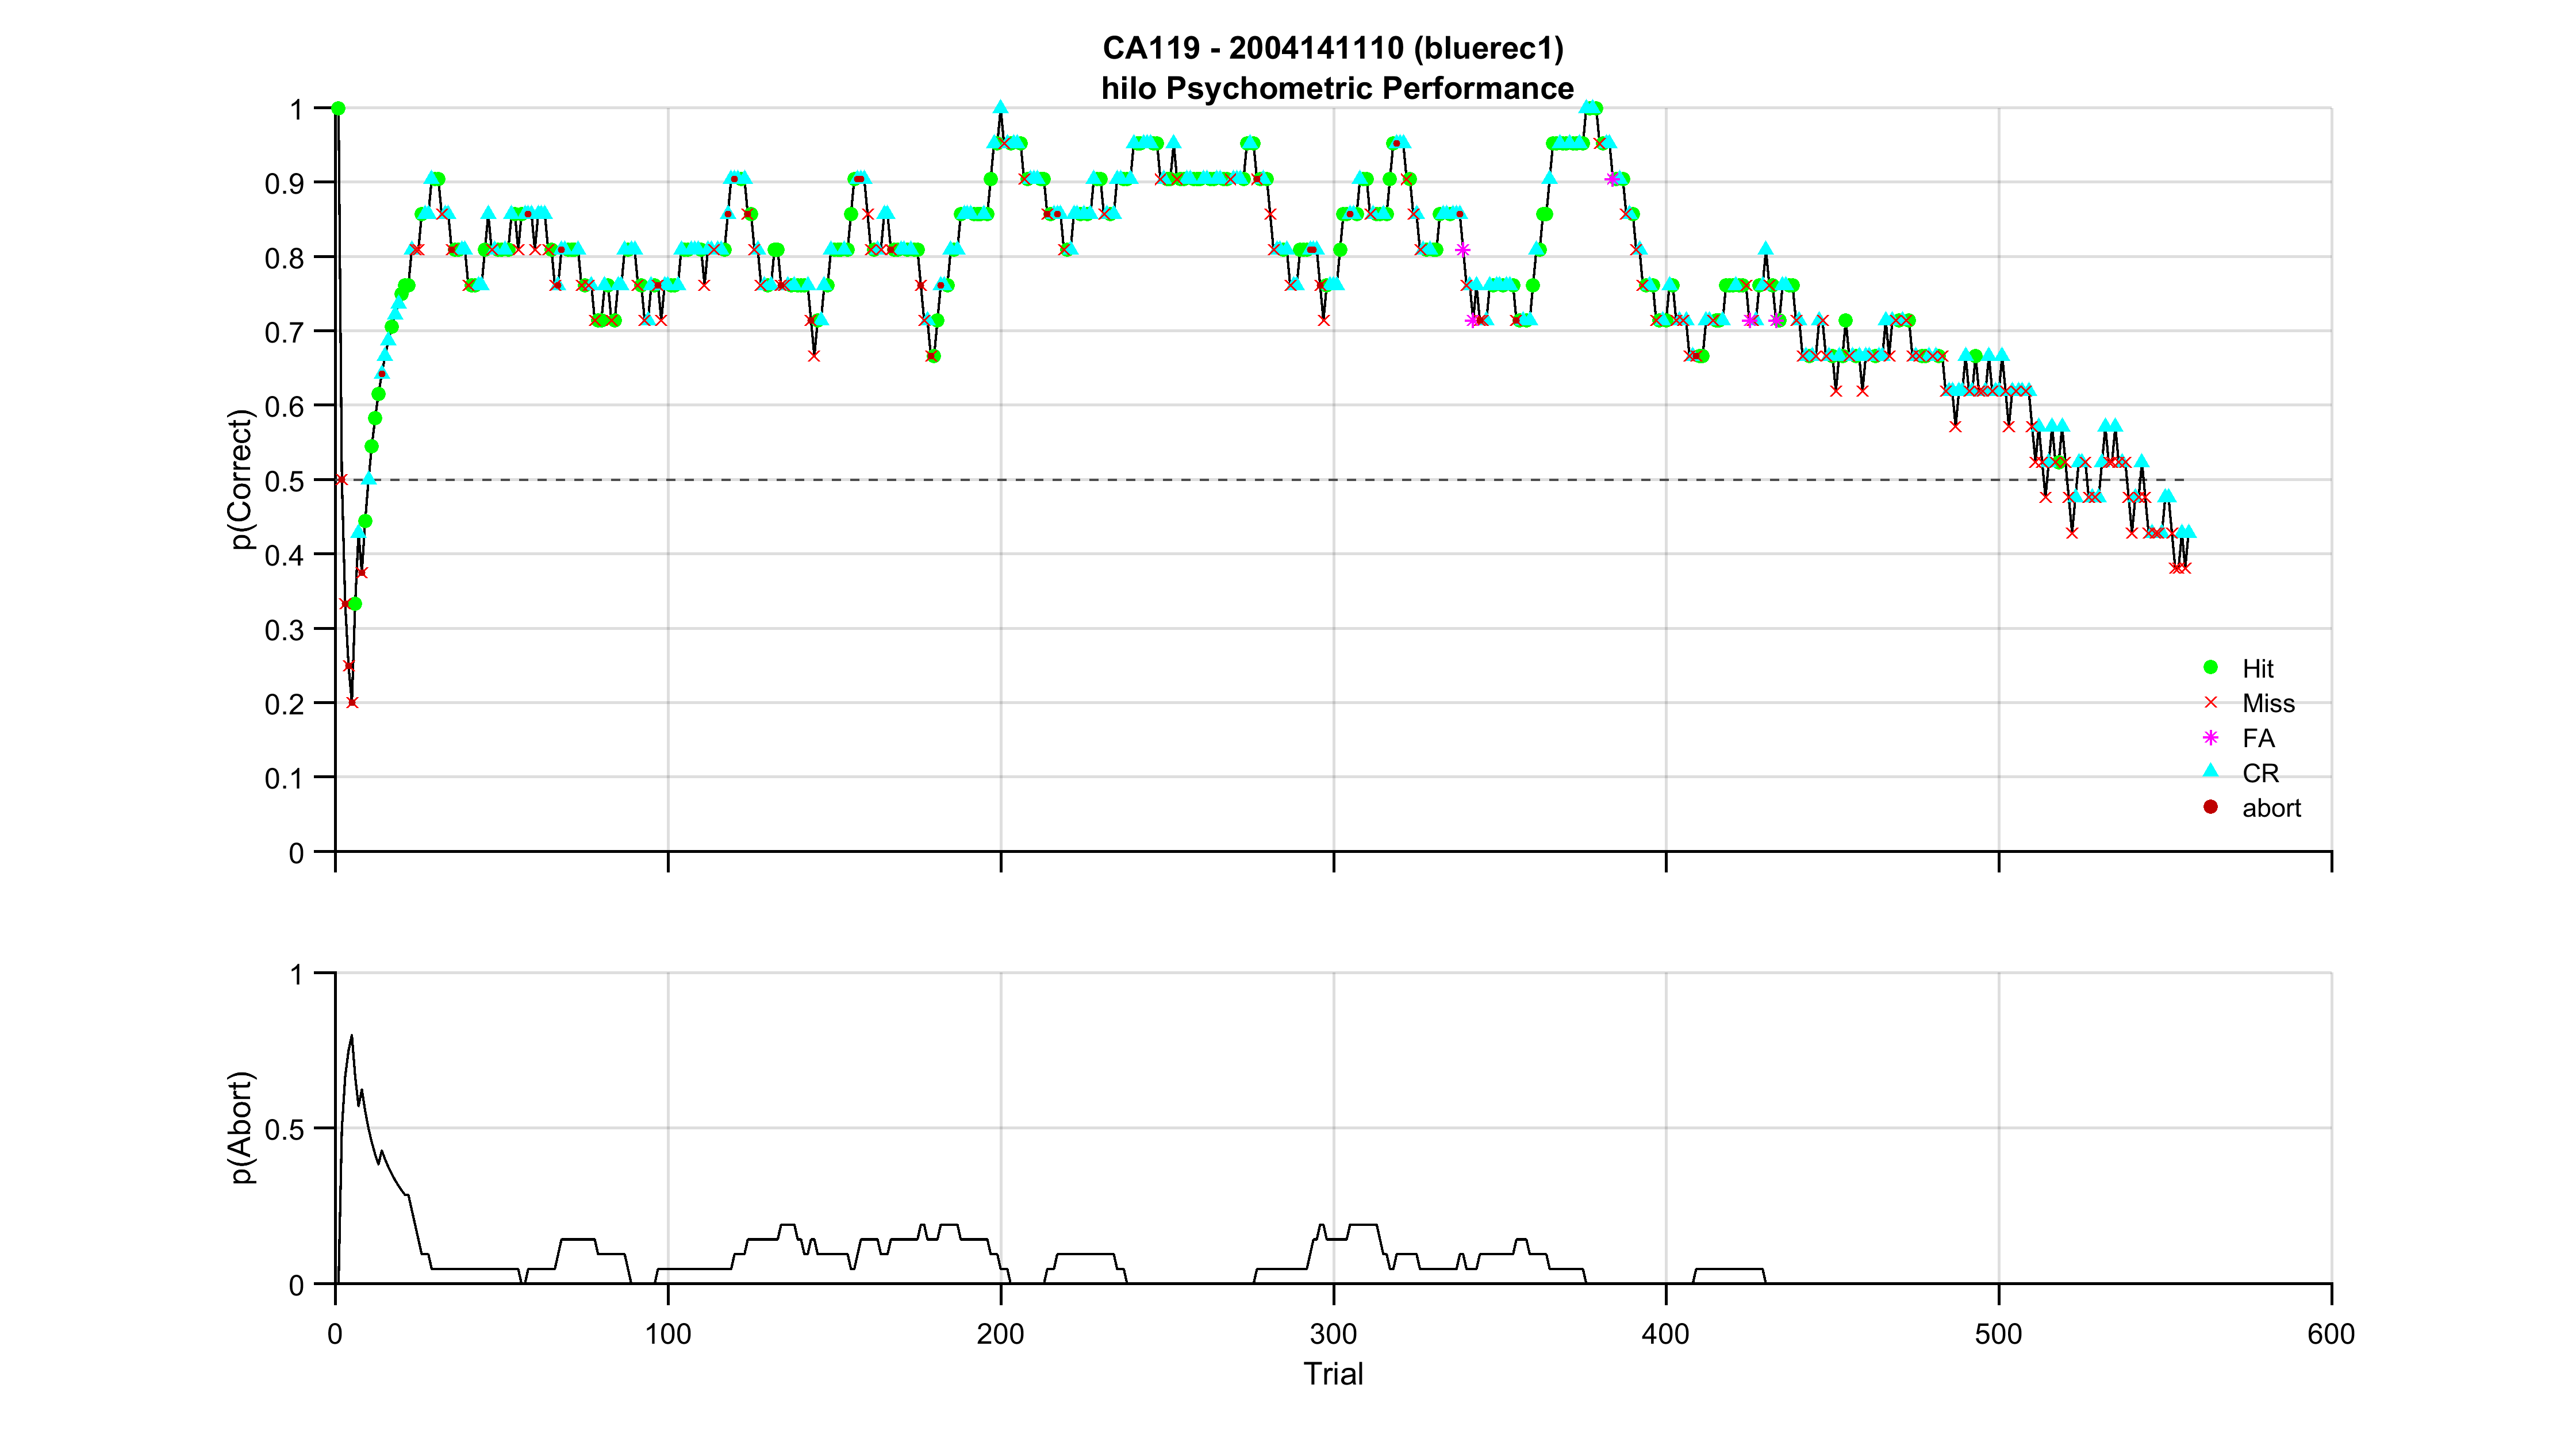 CA119 - 2004141110 (bluerec1)
hilo Psychometric Performance
1
0.9
0.8
0.7
0.6
0.5
0.4
0.3
0.2
0.1
0
p(Correct)
Hit
Miss
FA
CR
abort
1
0.5
0
p(Abort)
0 100 200 300 400 500 600
Trial